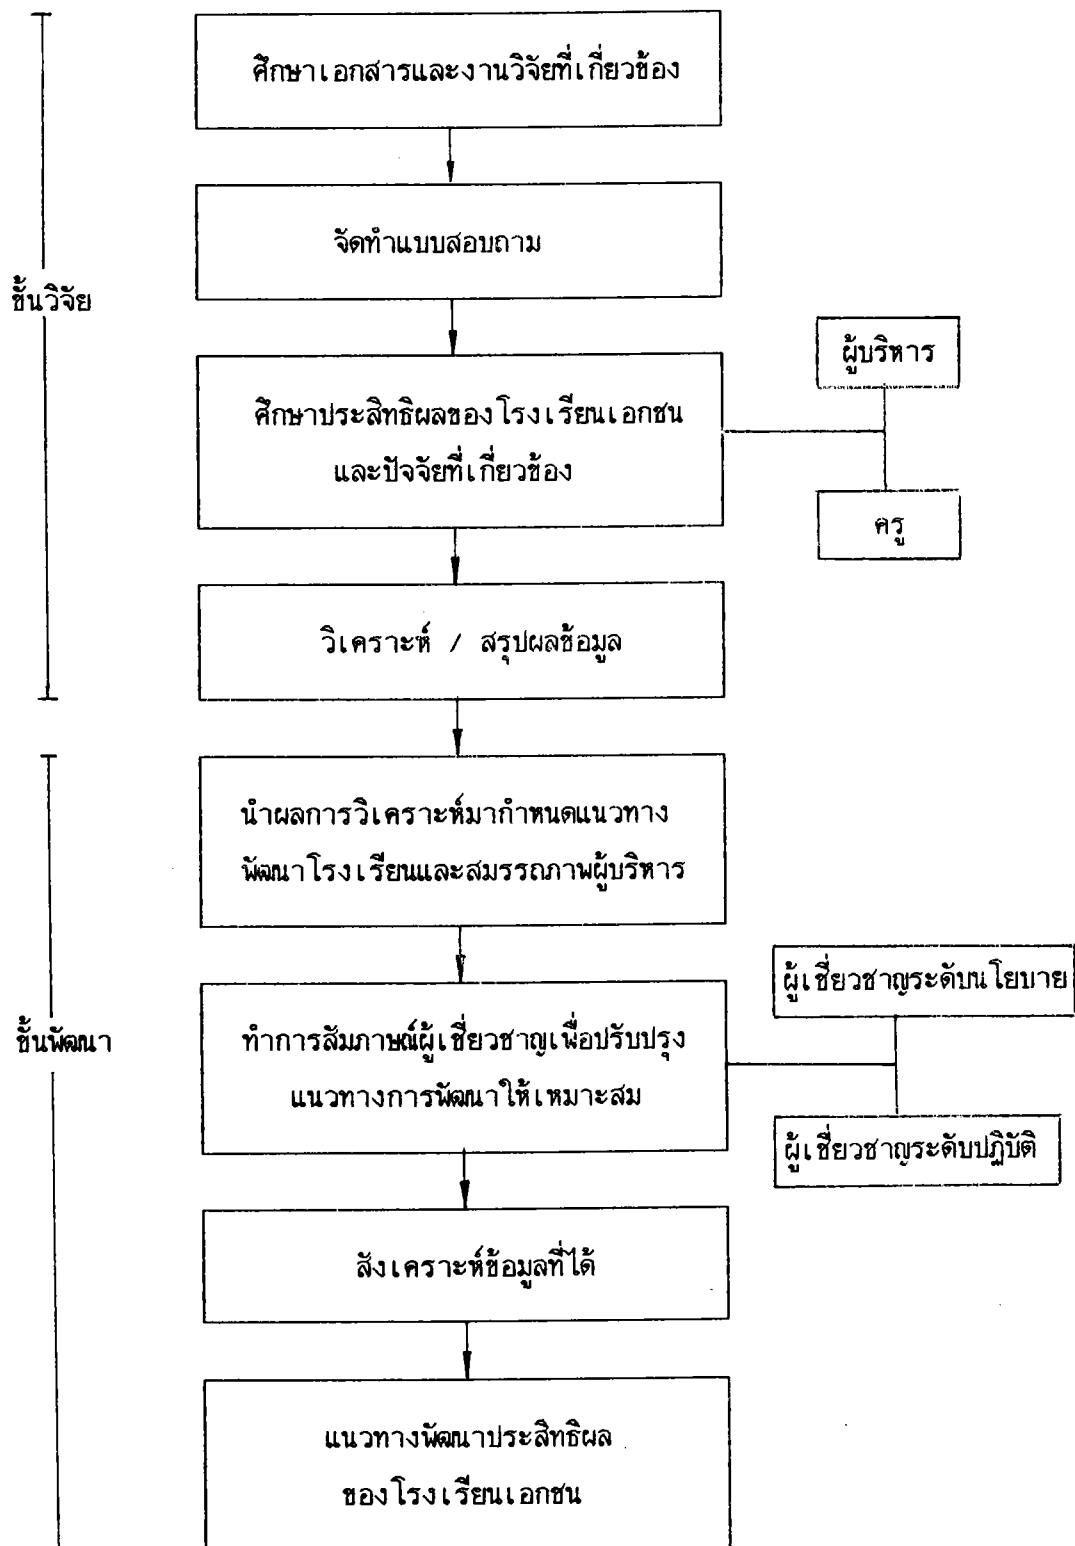 ศึกษาเอกสารและงานวิจัยที่เกี่ยวข้อง
จัดทำแบบสอบถาม
ขั้นวิจัย
ผู้บริหาร
ศึกษาประสิทธิผลของโรงเรียนเอกชน
และปัจจัยที่เกี่ยวข้อง
ครู
วิเคราะห์ / สรุปผลข้อมูล
นำผลการวิเคราะห์มากำหนดแนวทาง
พัฒนาโรงเรียนและสมรรถภาพผู้บริหาร
ขั้นพัฒนา
ผู้เชี่ยวชาญระดับนโยบาย
ทำการสัมภาษณ์ผู้เชี่ยวชาญเพื่อปรับปรุง
แนวทางการพัฒนาให้เหมาะสม
ผู้เชี่ยวชาญระดับปฏิบัติ
สังเคราะห์ข้อมูลที่ได้
แนวทางพัฒนาประสิทธิผล
ของโรงเรียนเอกชน